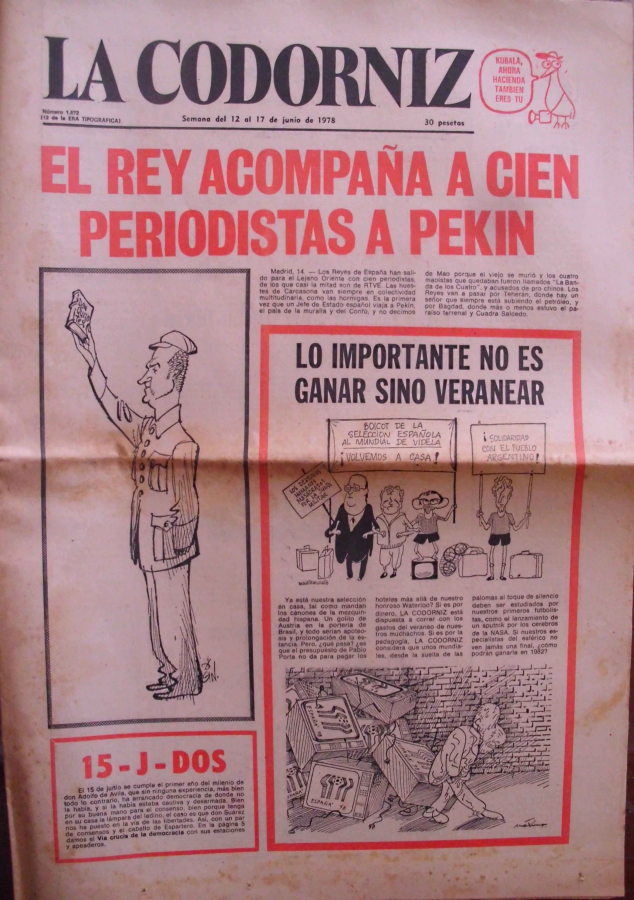 LA CODORNIZ
KUBALA,
AHORA
HACIENDA
TAMBIEN
ERES TU
Número 1.872
(12 de la ERA TIPOGRAFICA)
Semana del 12 al 17 de junio de 1978
30 pesetas
EL REY ACOMPAÑA A CIEN
PERIODISTAS A PEKIN
Madrid, 14. — Los Reyes de España han sali-
do para el Lejano Oriente con cien periodistas,
de los que casi la mitad son de RTVE. Las hues-
tes de Carcasona van siempre en colectividad
multitudinaria, como las hormigas. Es la primera
vez que un Jefe de Estado español viaja a Pekín,
el país de la muralla y del Confú; y no decimos
de Mao porque el viejo se murió y los cuatro
maoistas que quedaban fueron llamados "La Ban-
da de los Cuatro", y acusados de pro chinos. Los
Reyes van a pasar por Teherán, donde hay un
señor que siempre está subiendo el petróleo, y
por Bagdad, donde más o menos estuvo el pa-
raíso terrenal y Cuadra Salcedo.
LO IMPORTANTE NO ES
GANAR SINO VERANEAR
BOICOT DE LA
SELECCION ESPAÑOLA
AL MUNDIAL DE VIDELA
¡VOLVEMOS A CASA!
¡SOLIDARIDAD
CON EL PUEBLO
ARGENTINO!
Ya está nuestra selección
en casa, tal como mandan
los cánones de la mezquin-
dad hispana. Un golito de
Austria en la portería de
Brasil, y todo serían apoteo-
sis y prolongación de la es-
tancia. Pero, ¿qué pasa? ¿es
que el presupuesto de Pablo
Porta no da para pagar los
hoteles más allá de nuestro
honroso Waterloo? Si es por
dinero, LA CODORNIZ está
dispuesta a correr con los
gastos del veraneo de nues-
tros muchachos. Si es por la
pedagogía, LA CODORNIZ
considera que unos mundia-
les, desde la suelta de las
palomas al toque de silencio
deben ser estudiados por
nuestros primeros futbolis-
tas, como el lanzamiento de
un sputnik por los cerebros
de la NASA. Si nuestros es-
pecialistas del esférico no
ven jamás una final, ¿cómo
podrán ganarla en 1982?
ESPAÑA
15-J-DOS
El 15 de julio se cumple el primer año del milenio de
don Adolfo de Avila, que sin ninguna experiencia, más bien
todo lo contrario, ha arrancado democracia de donde no
la había, y si la había estaba cautiva y desarmada. Bien
por su buena mano para el consenso, bien porque tenga
en su casa la lámpara del ladino, el caso es que don Suárez
nos ha puesto en la vía de las libertades. Así, con un par
de consensos y el caballo de Espartero. En la página 5
damos el Via crucis de la democracia con sus estaciones
y apeaderos.